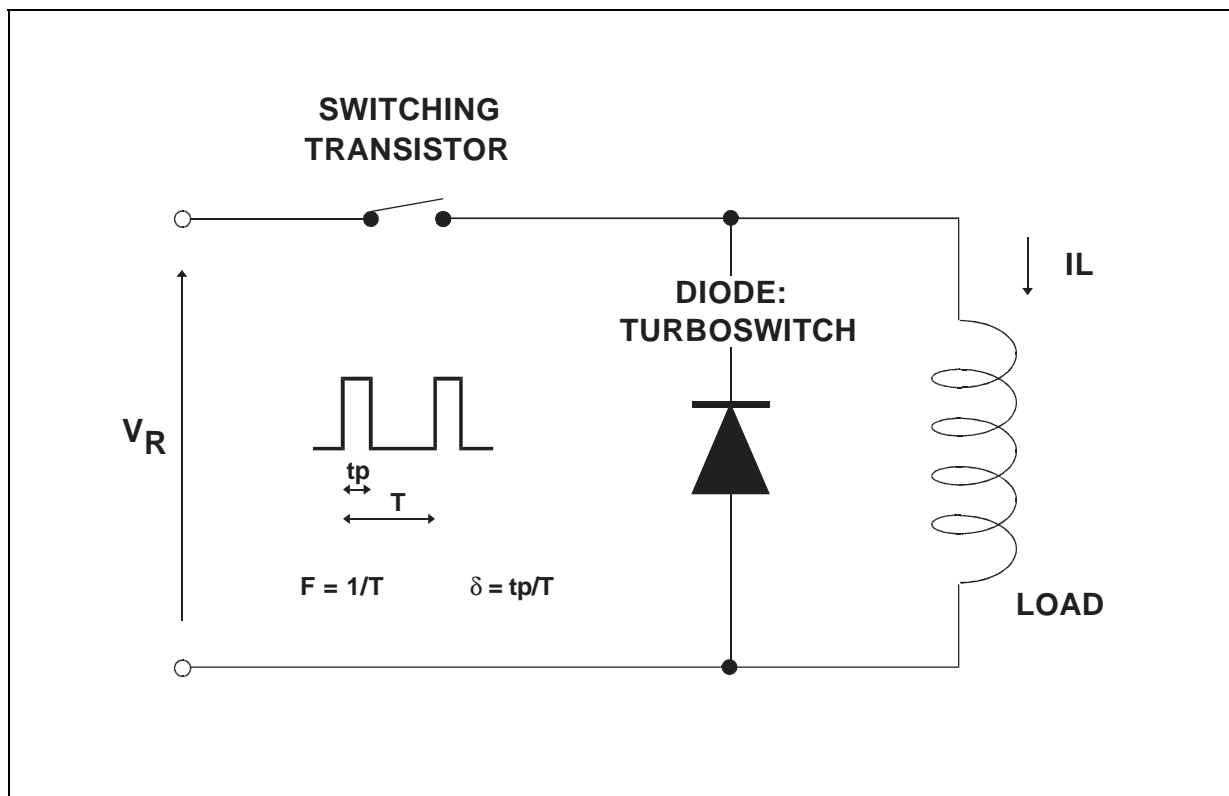 SWITCHING
TRANSISTOR
DIODE:
TURBOSWITCH
IL
VR
tp
T
F = 1/T
δ = tp/T
LOAD